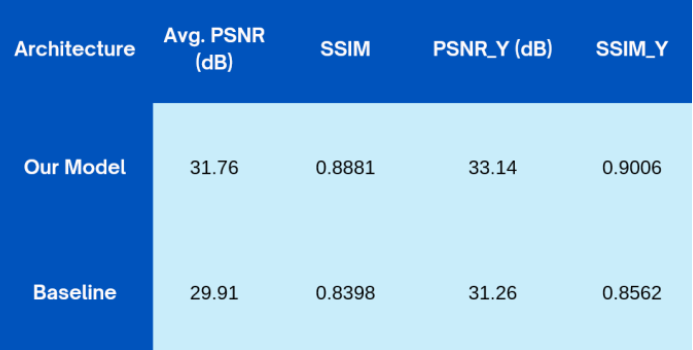 Architecture Avg. PSNR (dB) SSIM PSNR_Y (dB) SSIM_Y
Our Model 31.76 0.8881 33.14 0.9006
Baseline 29.91 0.8398 31.26 0.8562